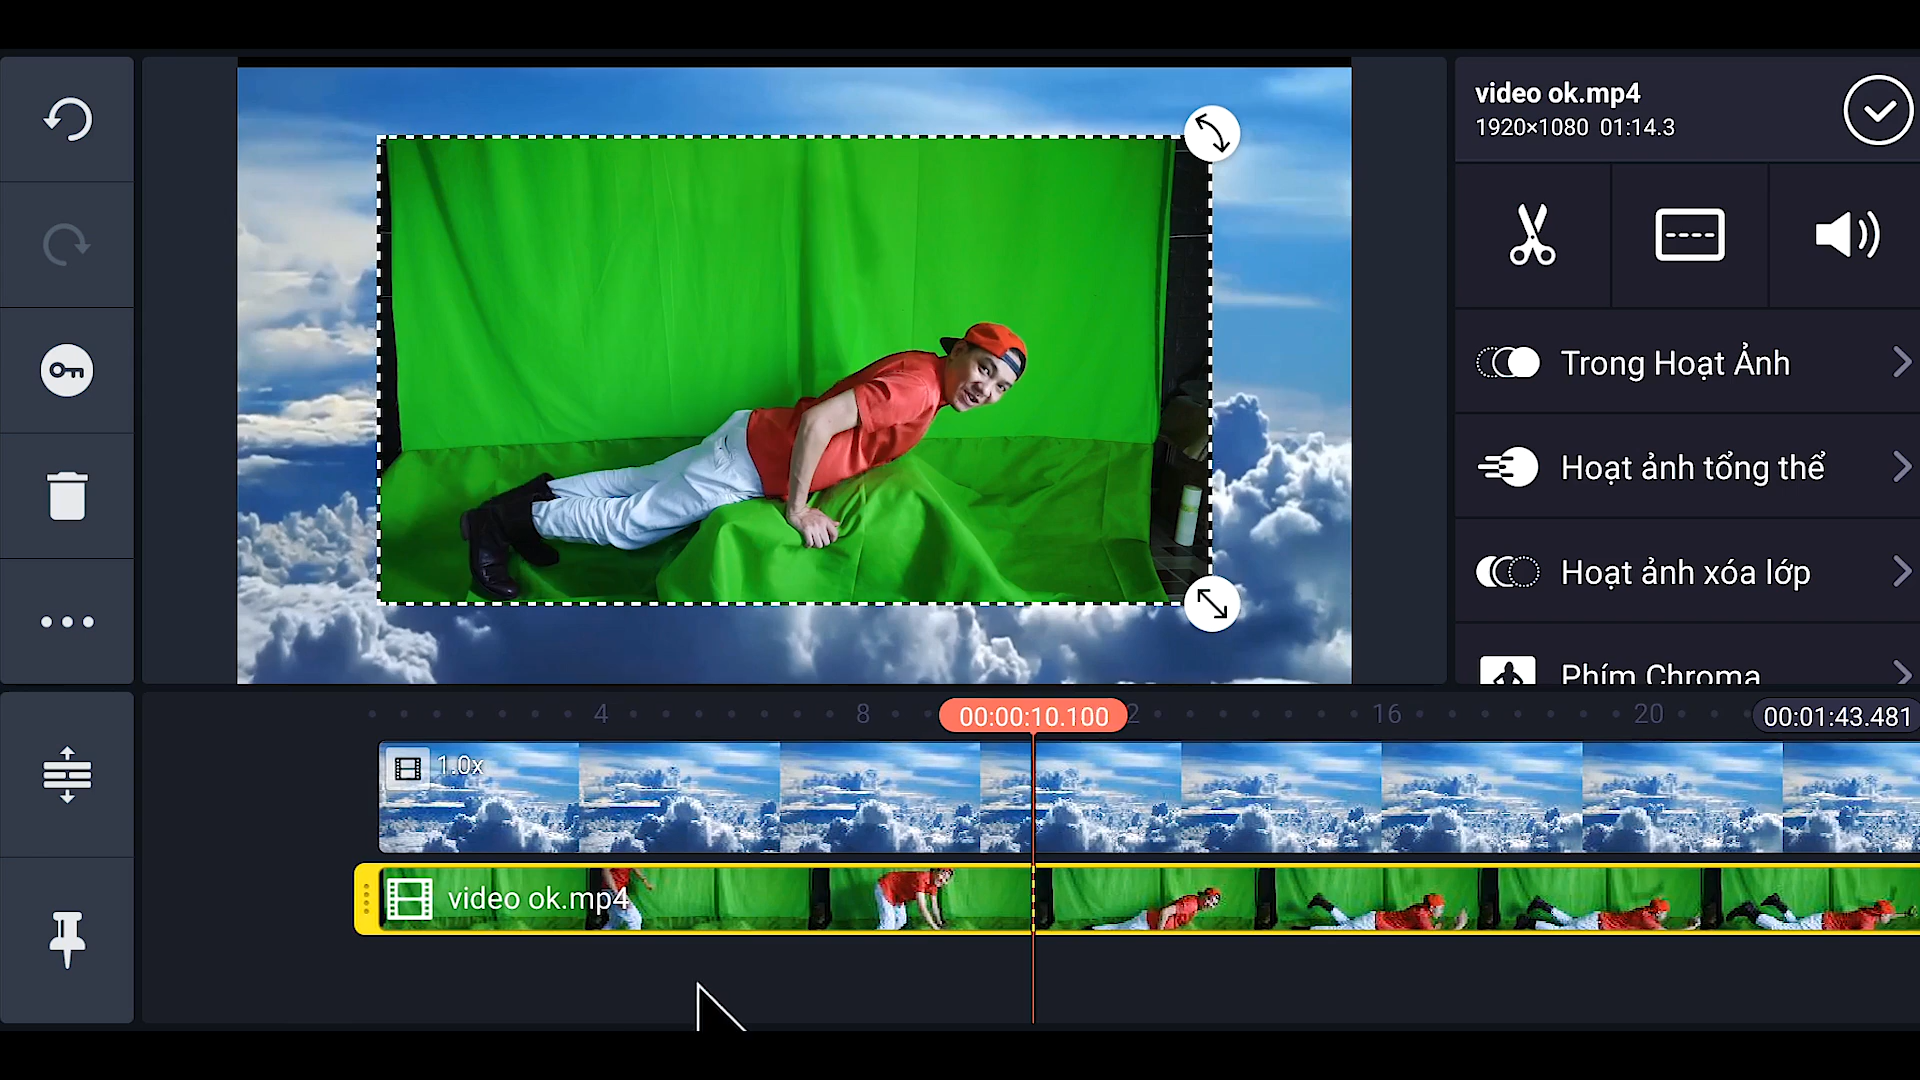 video ok.mp4
1920×1080 01:14.3
Trong Hoạt Ảnh
Hoạt ảnh tổng thể
Hoạt ảnh xóa lớp
Phím Chroma
4 8 00:00:10.100 2 16 20 00:01:43.481
1.0x
video ok.mp4